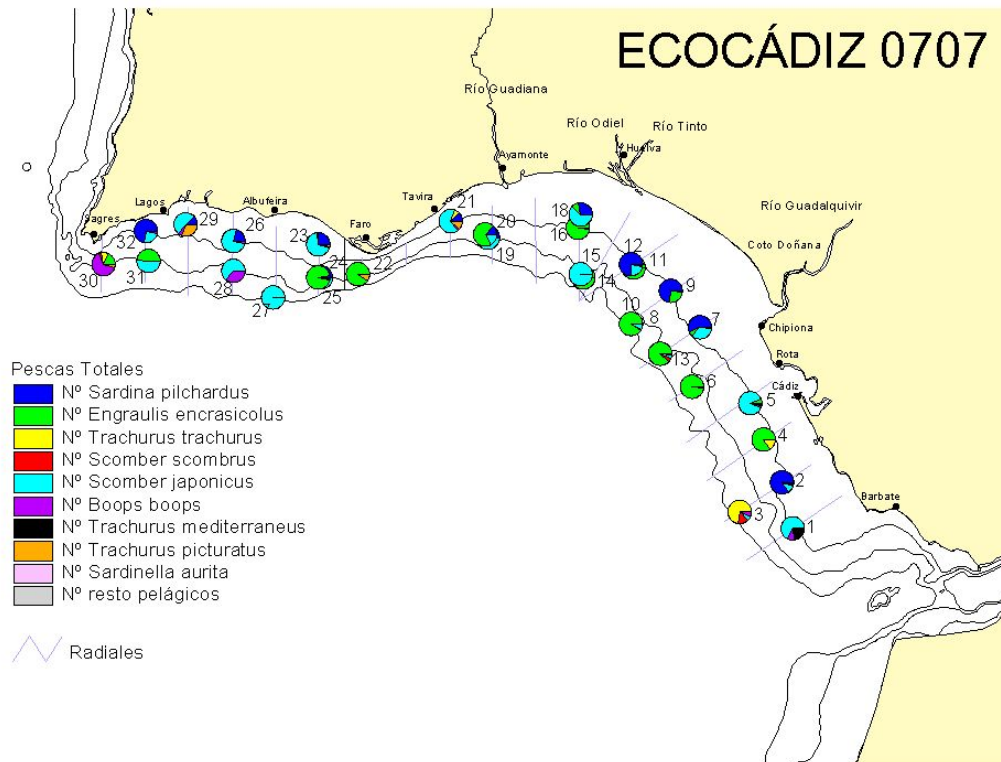 ECOCÁDIZ 0707
Río Guadiana
Río Odiel
Río Tinto
Huelva
Ayamonte
Río Guadalquivir
Tavira
Lagos
Albufeira
Sagres
Faro
Coto Doñana
Chipiona
Rota
Cádiz
Barbate
21
20
18
29
26
23
32
16
19
12
11
15
17
14
24
22
30
31
28
25
27
9
10
8
7
13
6
5
4
2
3
1
Pescas Totales
Nº Sardina pilchardus
Nº Engraulis encrasicolus
Nº Trachurus trachurus
Nº Scomber scombrus
Nº Scomber japonicus
Nº Boops boops
Nº Trachurus mediterraneus
Nº Trachurus picturatus
Nº Sardinella aurita
Nº resto pelágicos
Radiales